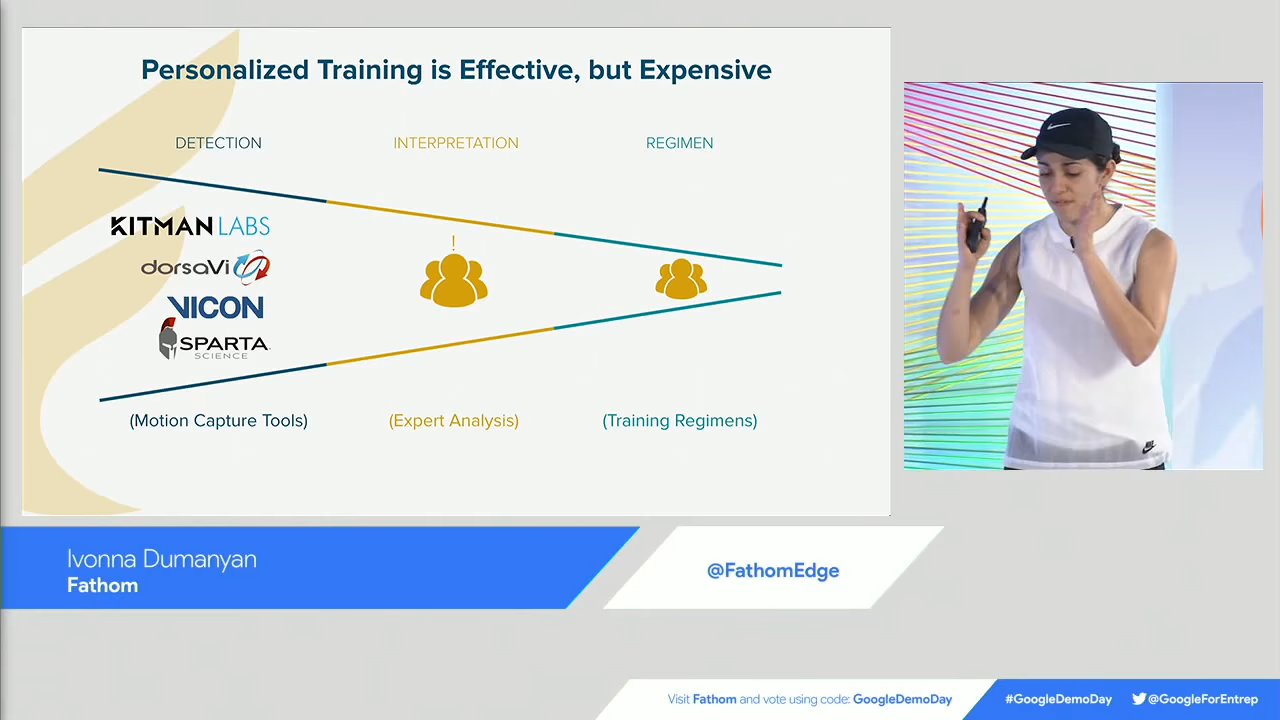 Personalized Training is Effective, but Expensive
DETECTION
INTERPRETATION
REGIMEN
KITMAN LABS
dorsaVi
VICON
SPARTA
SCIENCE
!
(Motion Capture Tools)
(Expert Analysis)
(Training Regimens)
Ivonna Dumanyan
Fathom
@FathomEdge
Visit Fathom and vote using code: GoogleDemoDay
#GoogleDemoDay
@GoogleForEntrep